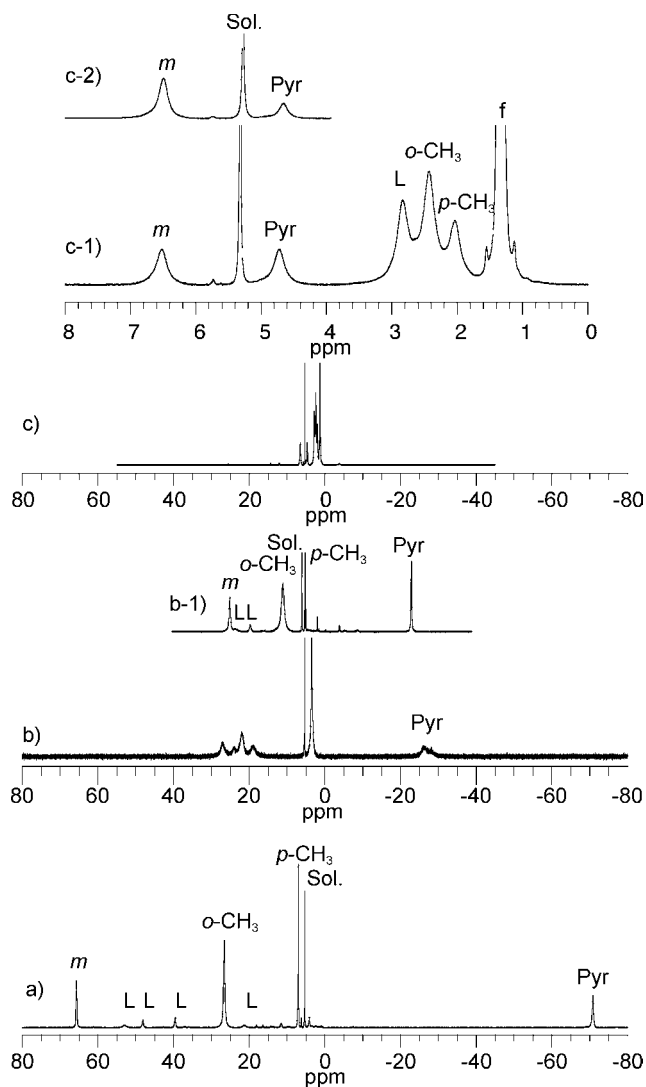 Sol.
m
c-2)
Pyr
f
o-CH₃
L
p-CH₃
m
Pyr
c-1)
8 7 6 5 4 3 2 1 0
ppm
c)
80 60 40 20 0 -20 -40 -60 -80
ppm
Sol.
p-CH₃
Pyr
o-CH₃
m
b-1)
LL
Pyr
b)
80 60 40 20 0 -20 -40 -60 -80
ppm
p-CH₃
Sol.
o-CH₃
m
Pyr
a)
L L L L
80 60 40 20 0 -20 -40 -60 -80
ppm